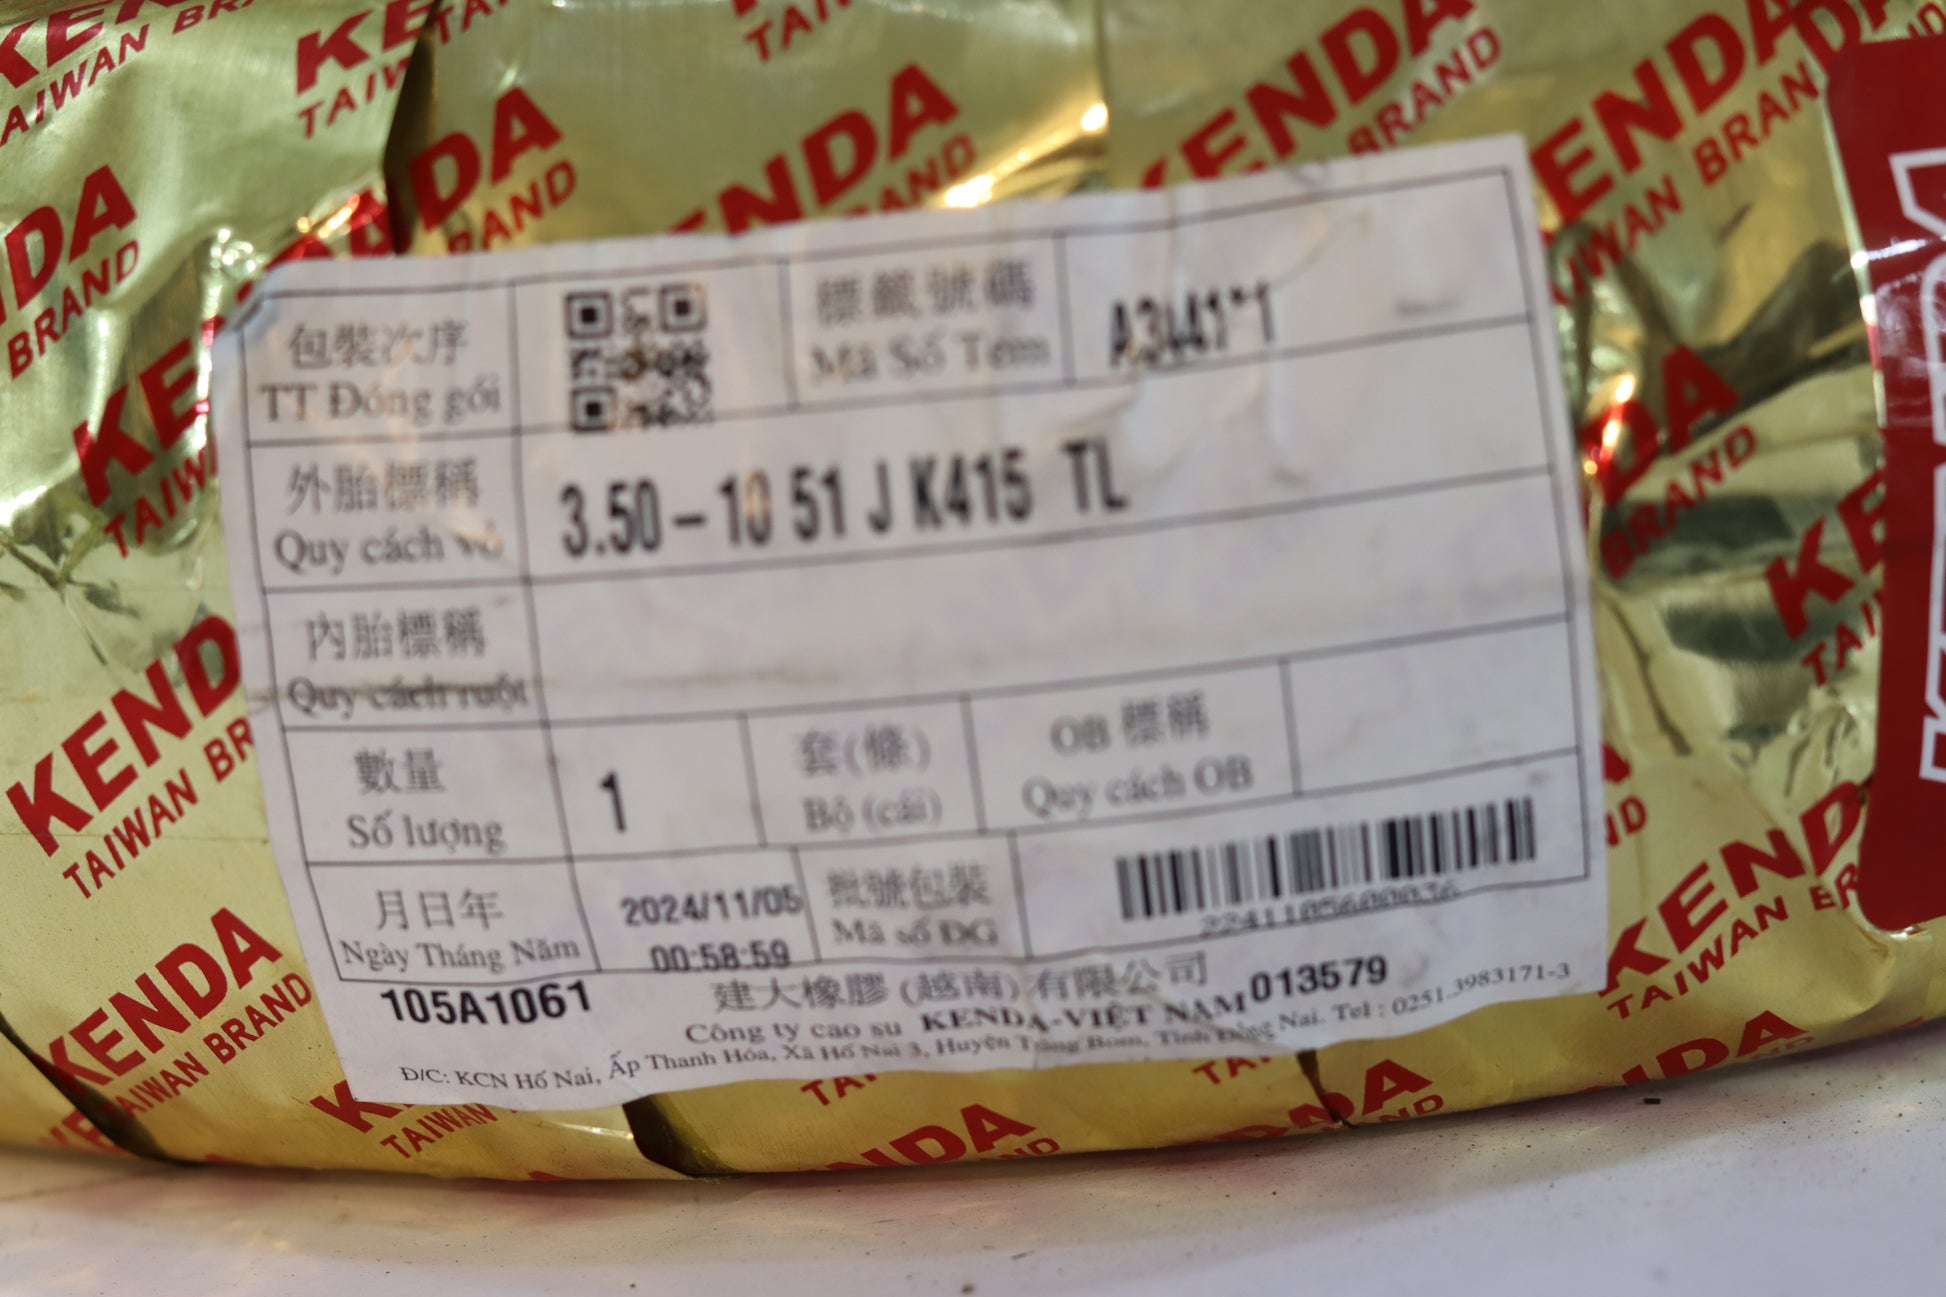 KENDA
TAIWAN BRAND
包裝次序
TT Đóng gói
標籤號碼
Mã Số Tem
外胎標稱
Quy cách vỏ
3.50-10 51 J K415 TL
內胎標稱
Quy cách ruột
數量
Số lượng
1
套(條)
Bộ (cái)
OB 標稱
Quy cách OB
月日年
Ngày Tháng Năm
2024/11/05
00:58:59
批號包裝
Mã số ĐG
105A1061
建大橡膠(越南)有限公司
013579
Công ty cao su KENDA-VIỆT NAM
Đ/C: KCN Hố Nai, Ấp Thanh Hóa, Xã Hố Nai 3, Huyện Trảng Bom, Tỉnh Đồng Nai. Tel : 0251.3983171-3